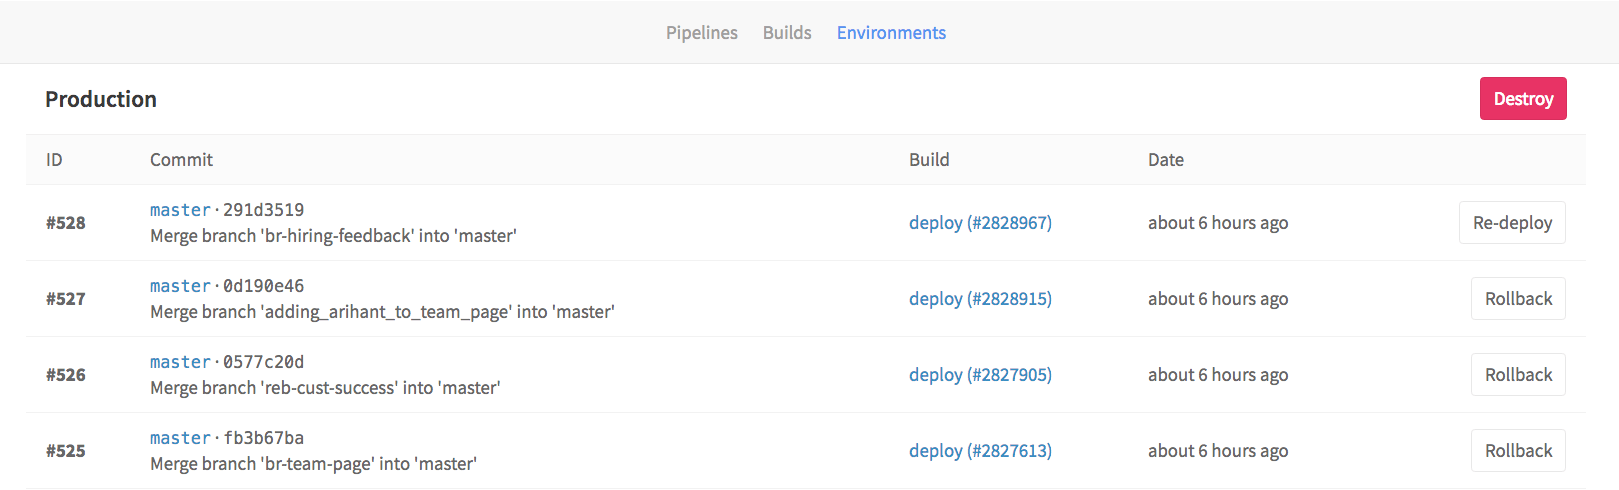 Pipelines Builds Environments
Production Destroy
ID Commit Build Date
#528 master · 291d3519 deploy (#2828967) about 6 hours ago Re-deploy
Merge branch 'br-hiring-feedback' into 'master'
#527 master · 0d190e46 deploy (#2828915) about 6 hours ago Rollback
Merge branch 'adding_arihant_to_team_page' into 'master'
#526 master · 0577c20d deploy (#2827905) about 6 hours ago Rollback
Merge branch 'reb-cust-success' into 'master'
#525 master · fb3b67ba deploy (#2827613) about 6 hours ago Rollback
Merge branch 'br-team-page' into 'master'